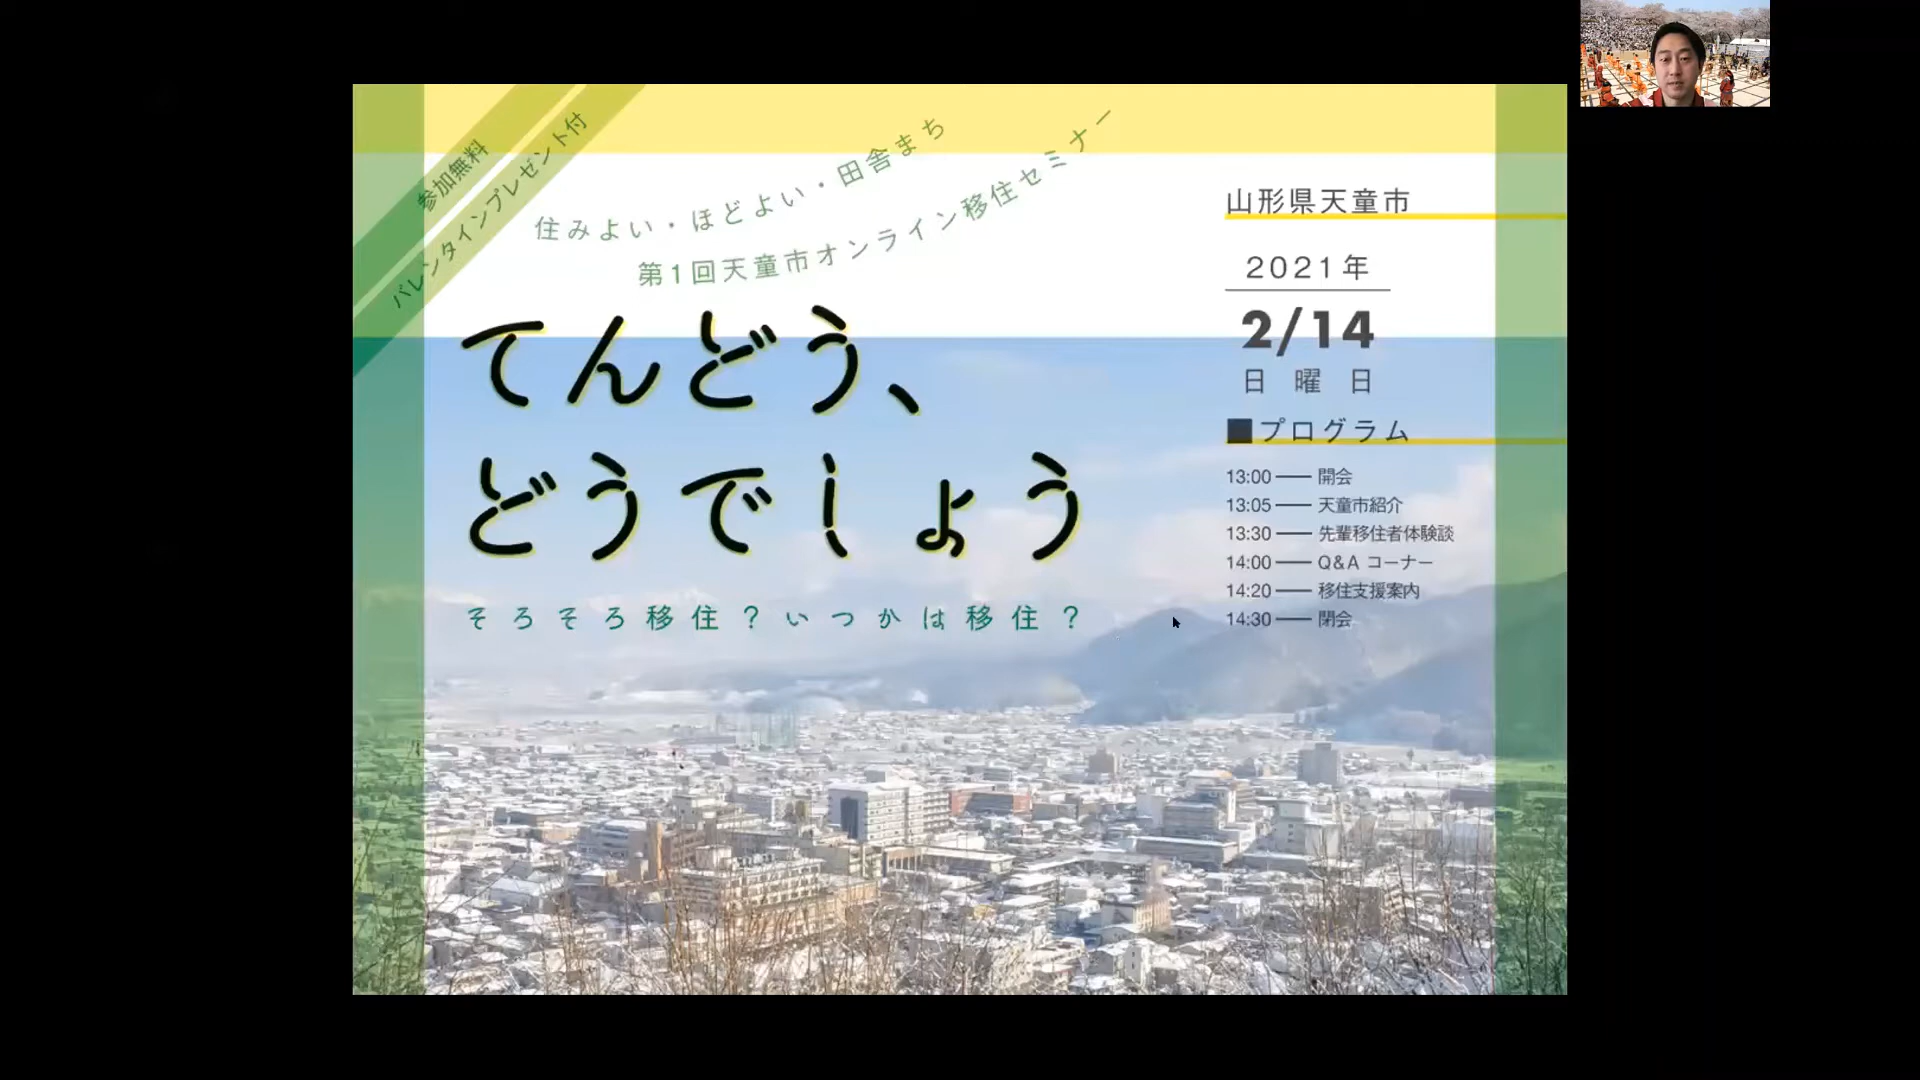 参加無料
バレンタインプレゼント付
住みよい・ほどよい・田舎まち
第1回天童市オンライン移住セミナー
てんどう、
どうでしょう
そろそろ移住?いつかは移住?
山形県天童市
2021年
2/14
日曜日
■プログラム
13:00 ── 開会
13:05 ── 天童市紹介
13:30 ── 先輩移住者体験談
14:00 ── Q&A コーナー
14:20 ── 移住支援案内
14:30 ── 閉会